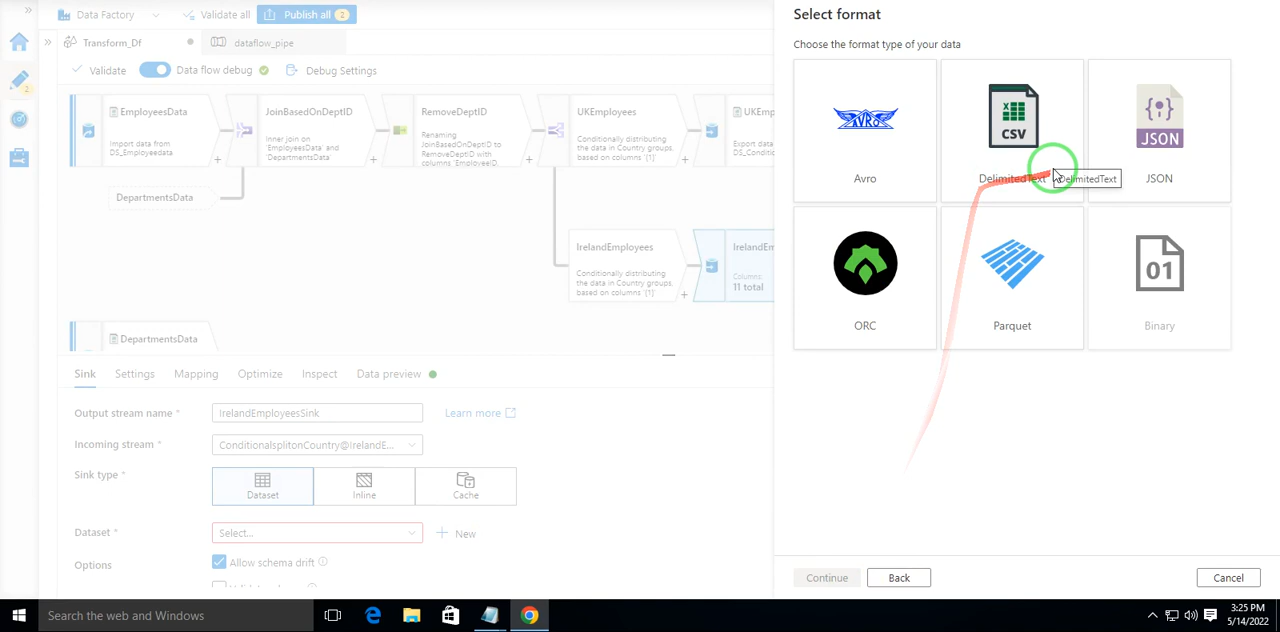 Data Factory
Validate all
Publish all 2
Transform_Df
dataflow_pipe
Validate
Data flow debug
Debug Settings
EmployeesData
Import data from
DS_Employeedata
JoinBasedOnDeptID
Inner join on
'EmployeesData' and
'DepartmentsData'
RemoveDeptID
Renaming
JoinBasedOnDeptID to
RemoveDeptID with
columns 'EmployeeID,
UKEmployees
Conditionally distributing
the data in Country groups,
based on columns '[1]'
UKEmp
Export data
DS_Conditio
DepartmentsData
IrelandEmployees
Conditionally distributing
the data in Country groups,
based on columns '[1]'
IrelandEm
Columns:
11 total
DepartmentsData
Sink
Settings
Mapping
Optimize
Inspect
Data preview
Output stream name *
IrelandEmployeesSink
Learn more
Incoming stream *
ConditionalsplitonCountry@IrelandE...
Sink type *
Dataset
Inline
Cache
Dataset *
Select...
New
Options
Allow schema drift
Select format
Choose the format type of your data
AVRO
Avro
CSV
DelimitedText
DelimitedText
JSON
JSON
ORC
Parquet
01
Binary
Continue
Back
Cancel
Search the web and Windows
3:25 PM
5/14/2022